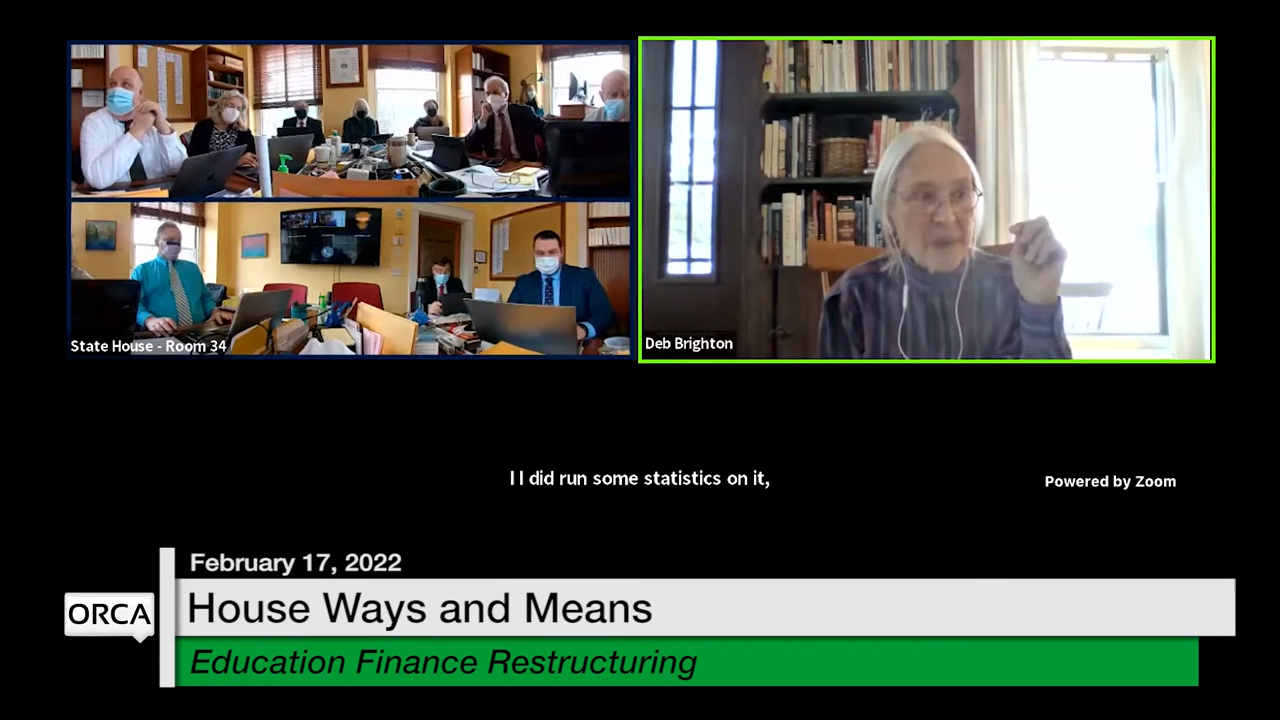 State House - Room 34
Deb Brighton
I I did run some statistics on it,
Powered by Zoom
February 17, 2022
ORCA
House Ways and Means
Education Finance Restructuring